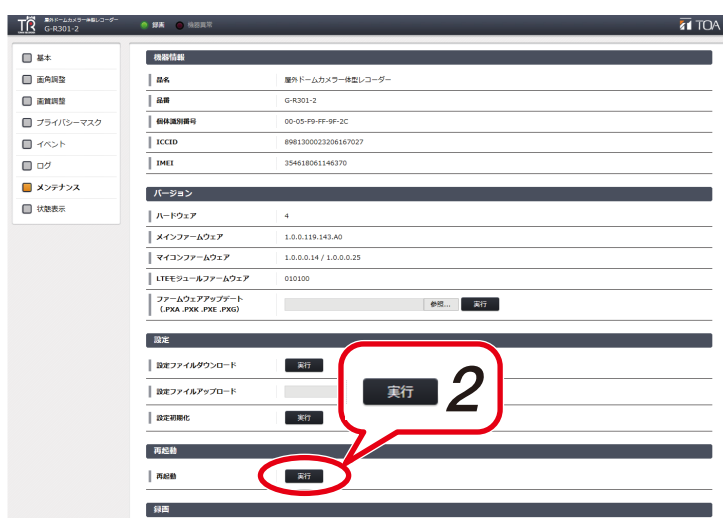 TR
屋外ドームカメラ一体型レコーダー
G-R301-2
録画
機器異常
TOA
基本
画角調整
画質調整
プライバシーマスク
イベント
ログ
メンテナンス
状態表示
機器情報
品名 屋外ドームカメラ一体型レコーダー
品番 G-R301-2
個体識別番号 00-05-F9-FF-9F-2C
ICCID 8981300023206167027
IMEI 354618061146370
バージョン
ハードウェア 4
メインファームウェア 1.0.0.119.143.A0
マイコンファームウェア 1.0.0.0.14 / 1.0.0.0.25
LTEモジュールファームウェア 010100
ファームウェアアップデート
(.PXA .PXK .PXE .PXG) 参照... 実行
設定
設定ファイルダウンロード 実行
設定ファイルアップロード
実行 2
設定初期化 実行
再起動
再起動 実行
録画